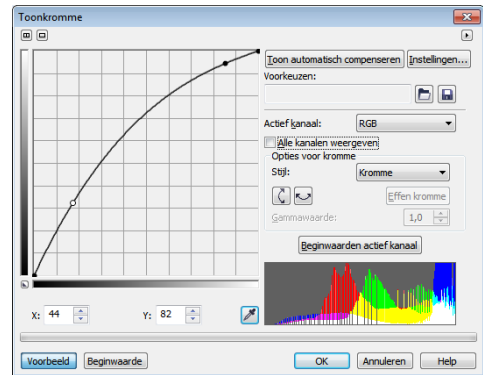 Toonkromme
Toon automatisch compenseren Instellingen...
Voorkeuzen:
Actief kanaal: RGB
Alle kanalen weergeven
Opties voor kromme
Stijl: Kromme
Effen kromme
Gammawaarde: 1,0
Beginwaarden actief kanaal
X: 44 Y: 82
Voorbeeld Beginwaarde OK Annuleren Help